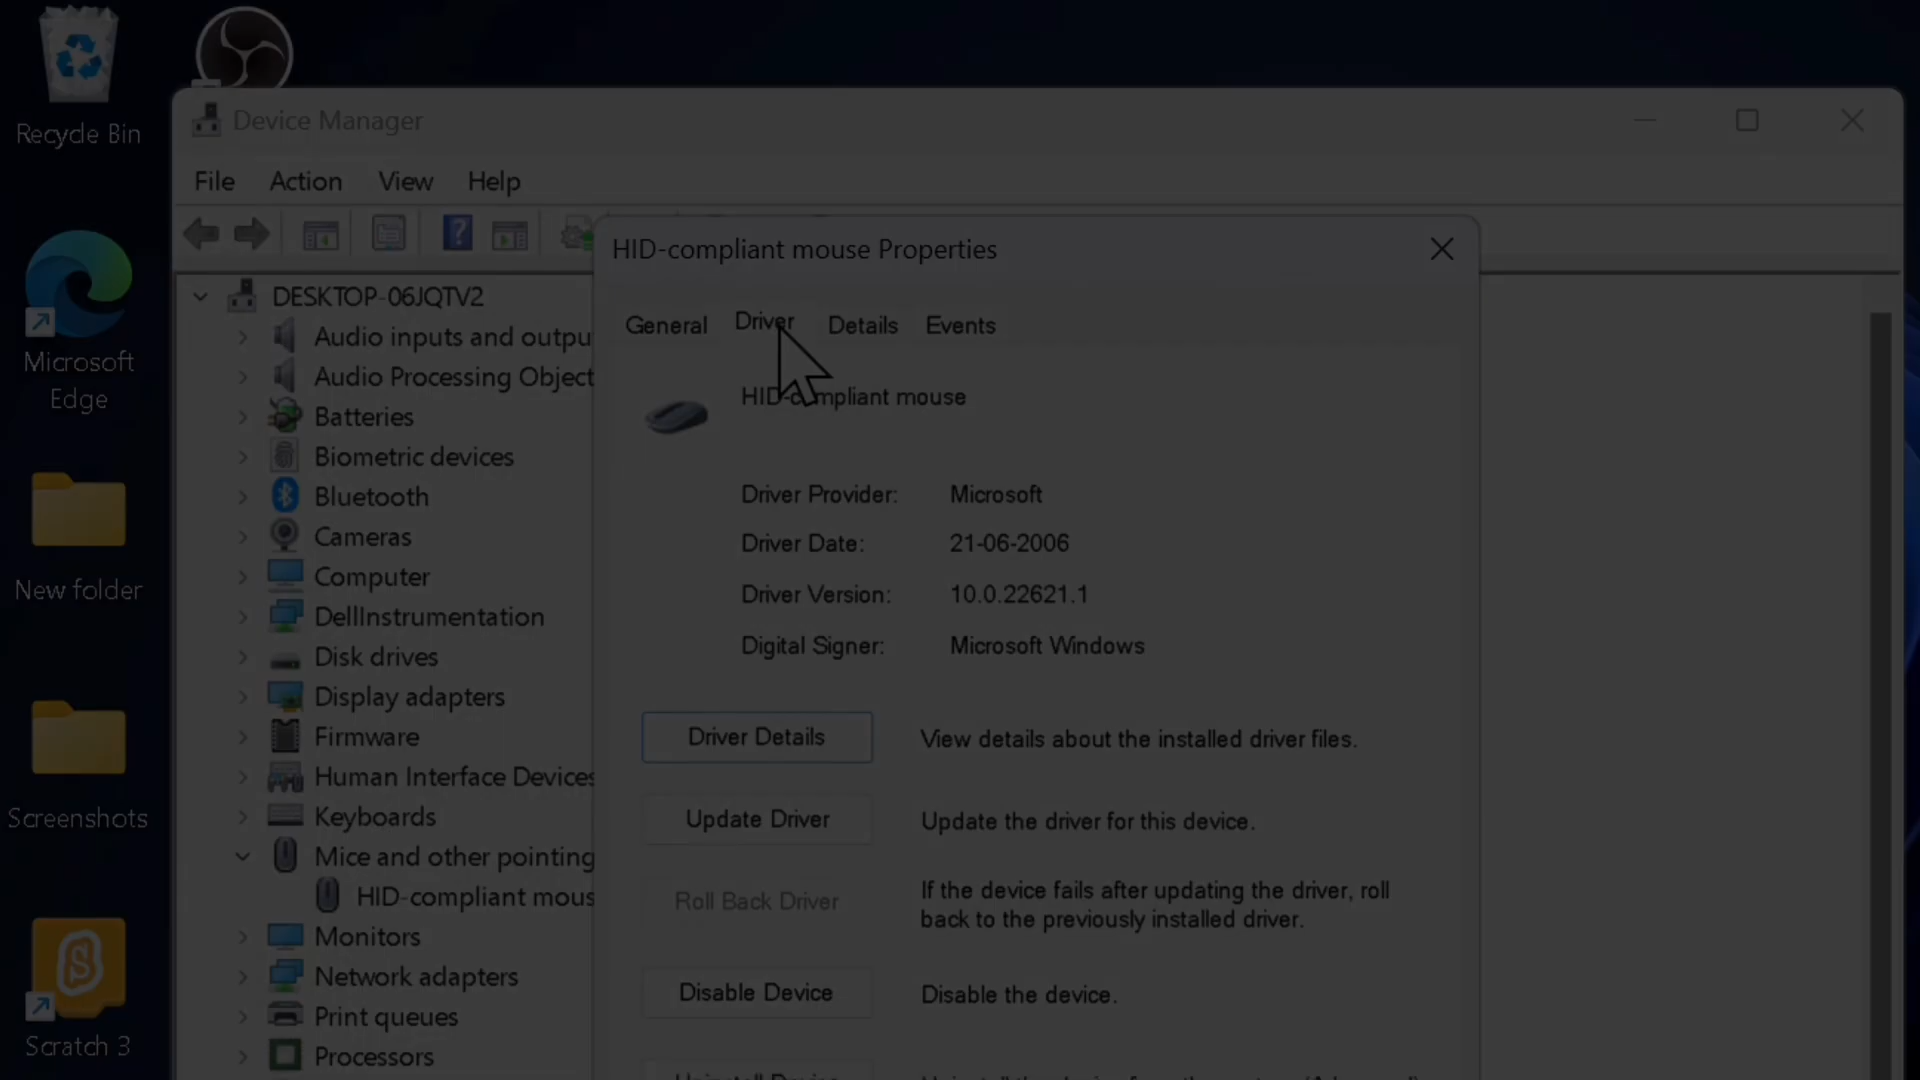 Recycle Bin
Microsoft
Edge
New folder
Screenshots
Scratch 3
Device Manager
File Action View Help
DESKTOP-06JQTV2
Audio inputs and outpu
Audio Processing Object
Batteries
Biometric devices
Bluetooth
Cameras
Computer
DellInstrumentation
Disk drives
Display adapters
Firmware
Human Interface Devices
Keyboards
Mice and other pointing
HID-compliant mous
Monitors
Network adapters
Print queues
Processors
HID-compliant mouse Properties
General Driver Details Events
HID-compliant mouse
Driver Provider: Microsoft
Driver Date: 21-06-2006
Driver Version: 10.0.22621.1
Digital Signer: Microsoft Windows
Driver Details View details about the installed driver files.
Update Driver Update the driver for this device.
Roll Back Driver If the device fails after updating the driver, roll
back to the previously installed driver.
Disable Device Disable the device.